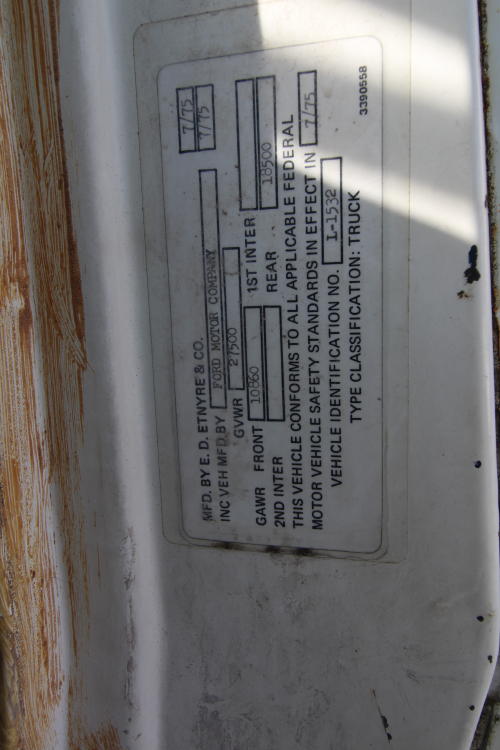 MFD. BY E. D. ETNYRE & CO. 7/75
INC VEH MFD BY FORD MOTOR COMPANY 7/75
GVWR 27500
GAWR FRONT 10860 1ST INTER
2ND INTER REAR 18500
THIS VEHICLE CONFORMS TO ALL APPLICABLE FEDERAL
MOTOR VEHICLE SAFETY STANDARDS IN EFFECT IN 7/75
VEHICLE IDENTIFICATION NO. L-1532
TYPE CLASSIFICATION: TRUCK
3390558